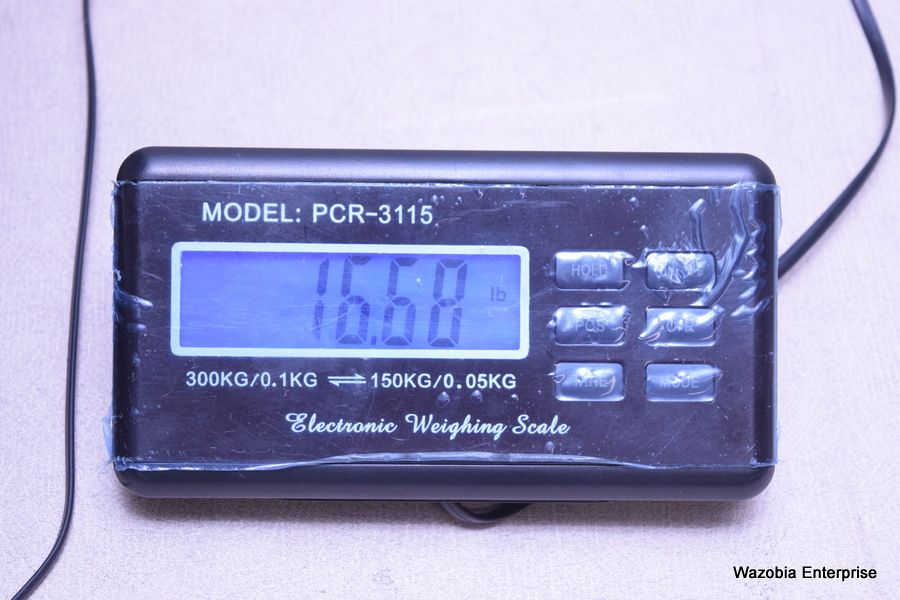 MODEL: PCR-3115
16.68 lb
HOLD
PCS
TARE MODE
300KG/0.1KG ⇌ 150KG/0.05KG
Electronic Weighing Scale
Wazobia Enterprise